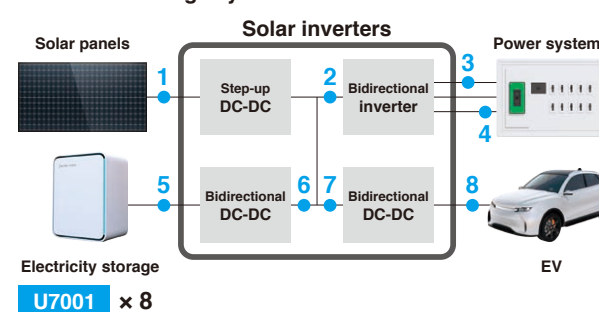 Solar inverters
Solar panels
Power system
1
Step-up
DC-DC
2
Bidirectional
inverter
3
4
5
Bidirectional
DC-DC
6
7
Bidirectional
DC-DC
8
Electricity storage
EV
U7001 × 8